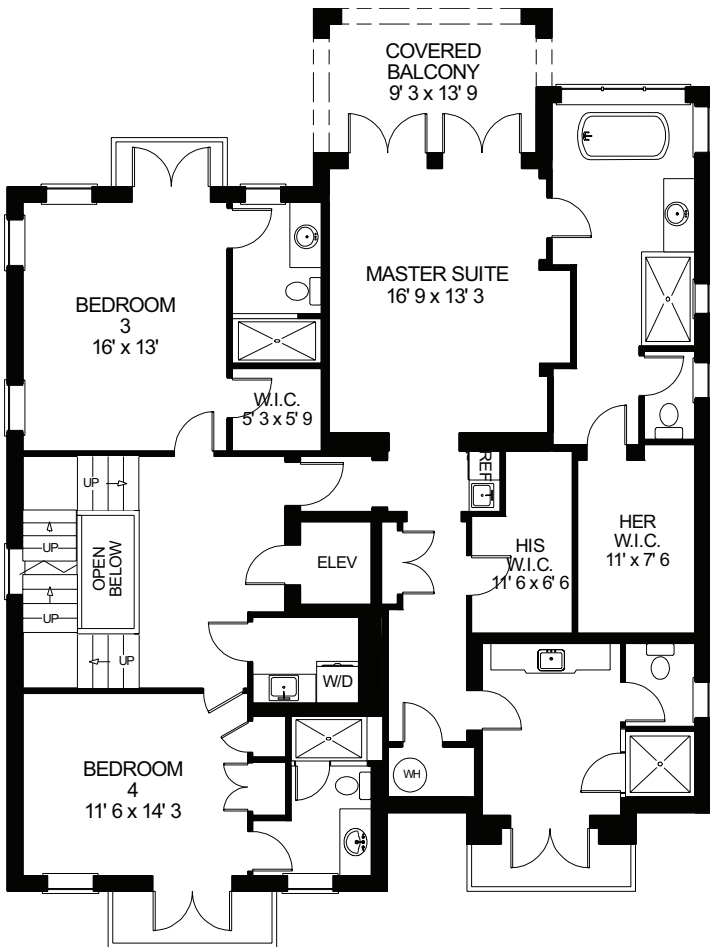 COVERED
BALCONY
9' 3 x 13' 9
MASTER SUITE
16' 9 x 13' 3
BEDROOM
3
16' x 13'
W.I.C.
5' 3 x 5' 9
REF
UP
UP
UP
UP
OPEN
BELOW
ELEV
HIS
W.I.C.
11' 6 x 6' 6
HER
W.I.C.
11' x 7' 6
W/D
BEDROOM
4
11' 6 x 14' 3
WH